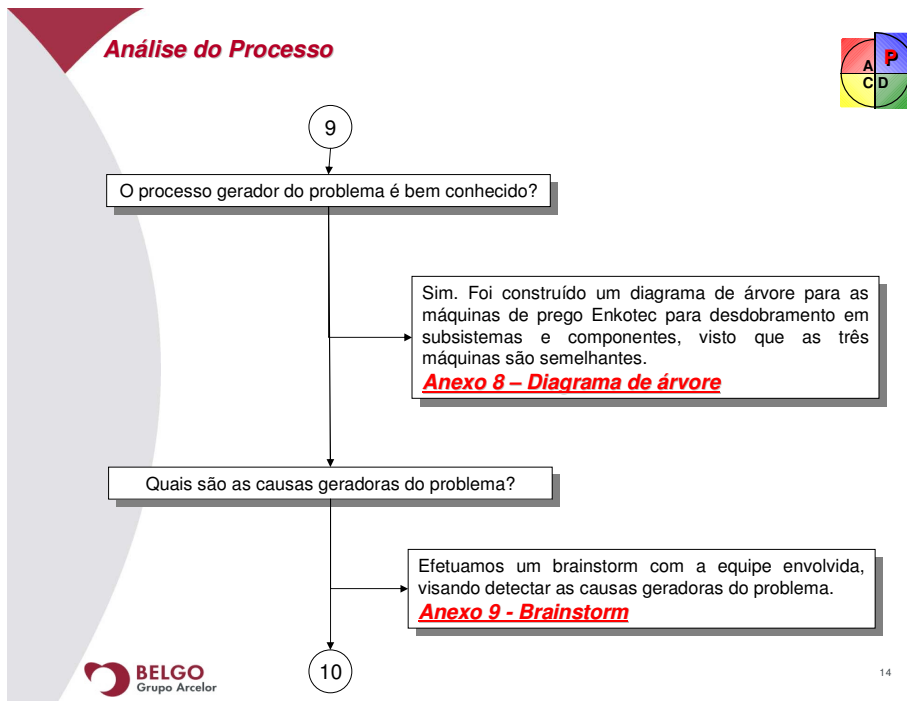 Análise do Processo
A P
C D
9
O processo gerador do problema é bem conhecido?
Sim. Foi construído um diagrama de árvore para as
máquinas de prego Enkotec para desdobramento em
subsistemas e componentes, visto que as três
máquinas são semelhantes.
Anexo 8 – Diagrama de árvore
Quais são as causas geradoras do problema?
Efetuamos um brainstorm com a equipe envolvida,
visando detectar as causas geradoras do problema.
Anexo 9 - Brainstorm
10
BELGO
Grupo Arcelor
14